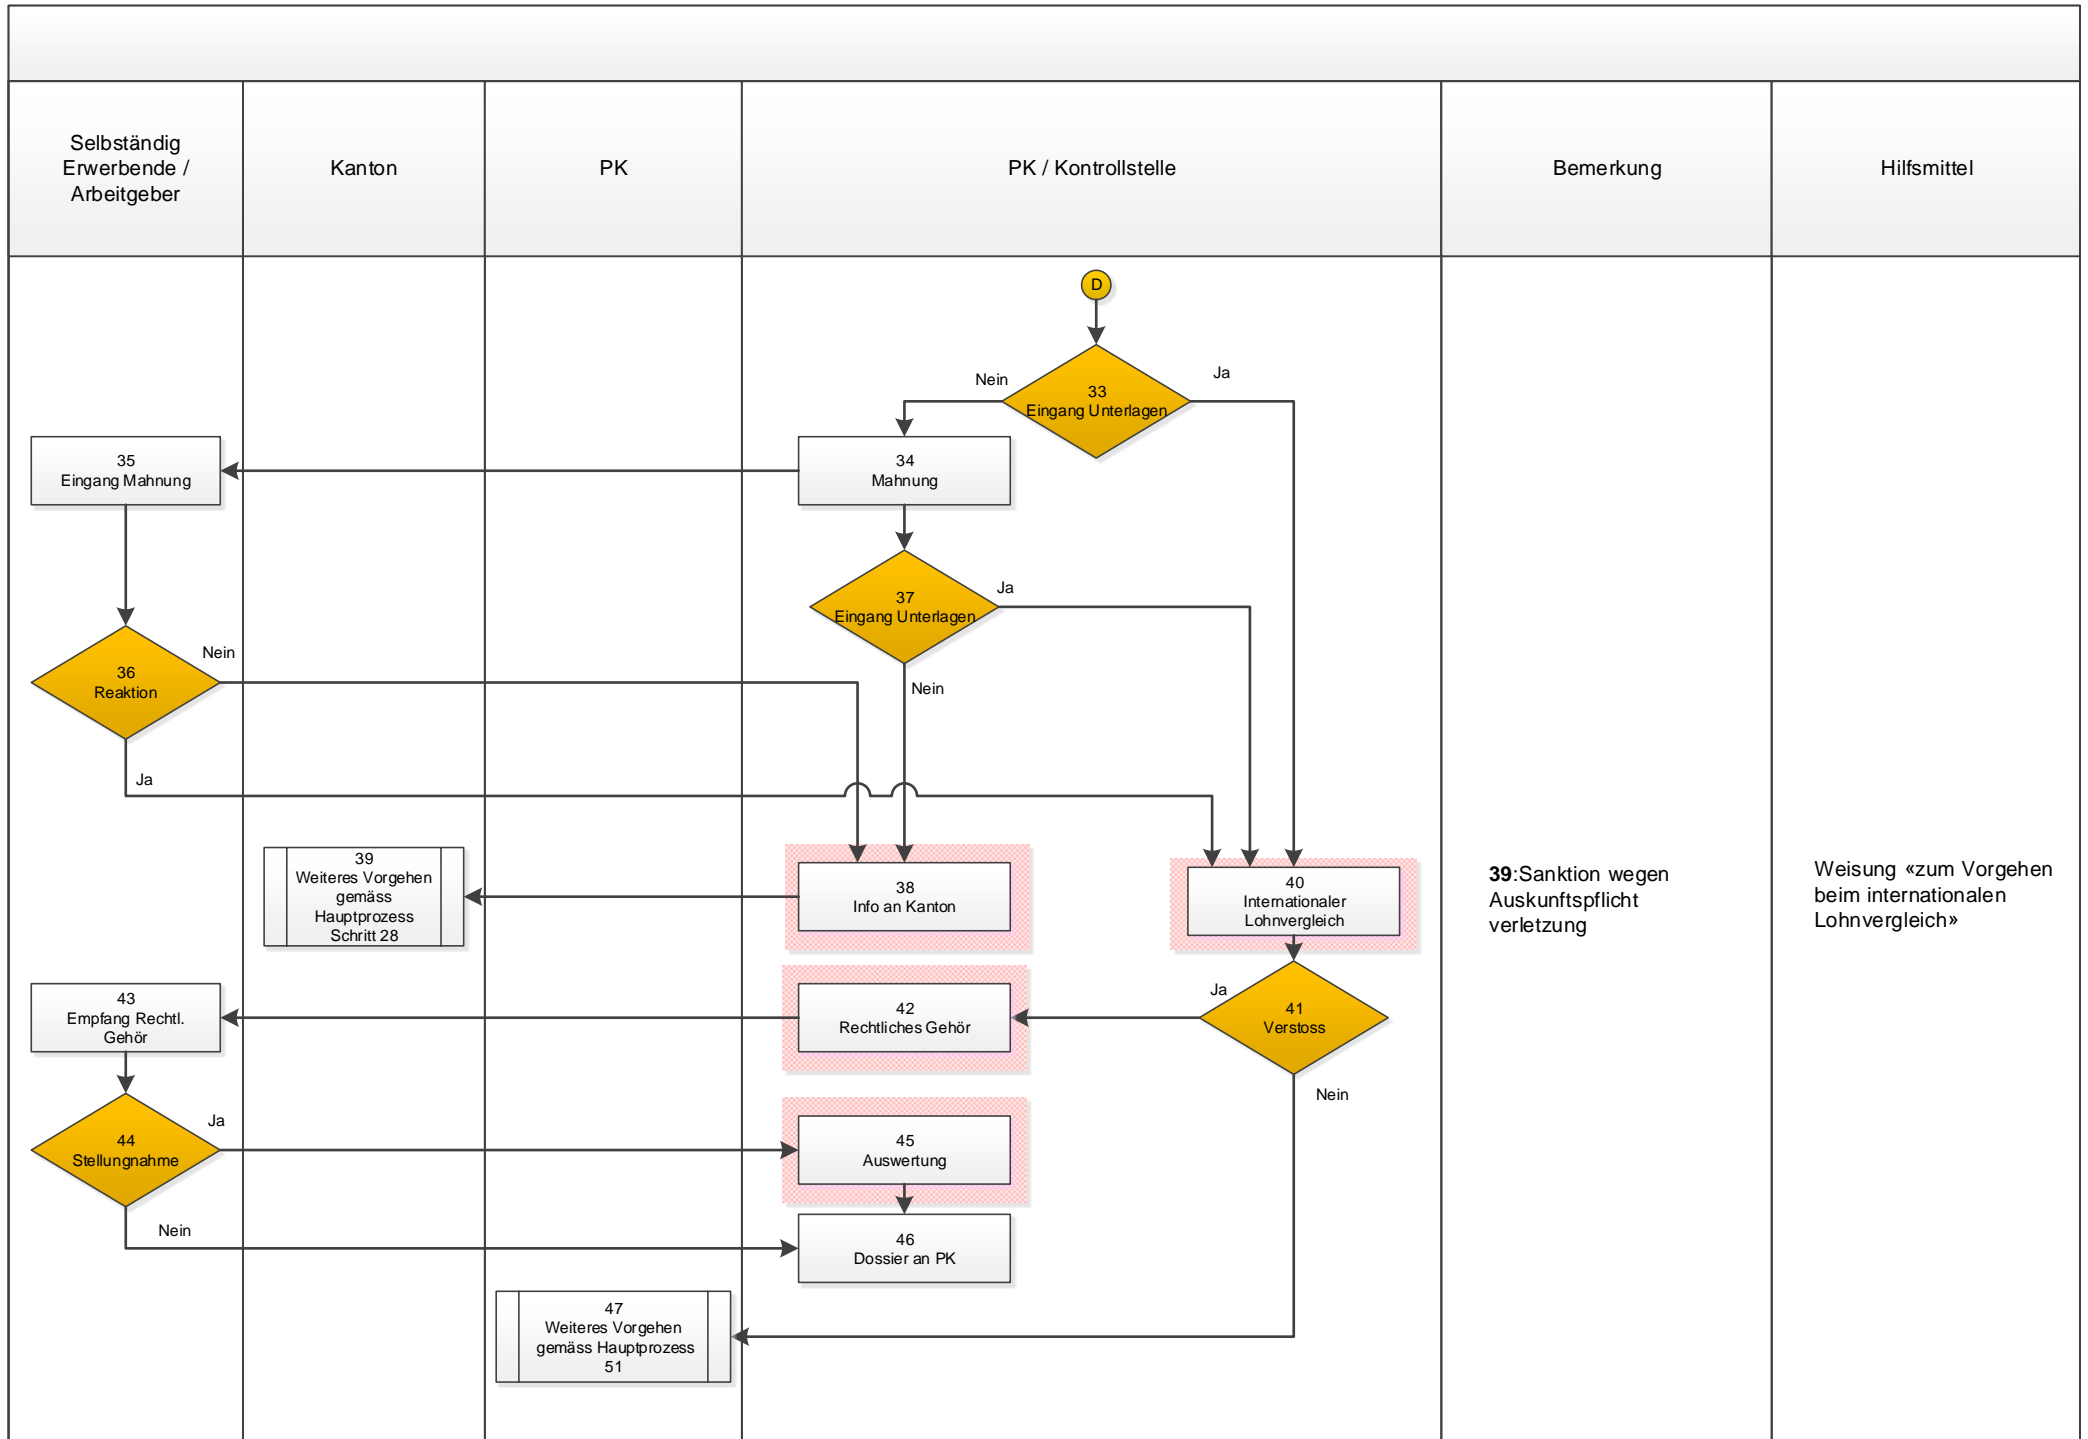 Selbständig
Erwerbende /
Arbeitgeber
Kanton
PK
PK / Kontrollstelle
Bemerkung
Hilfsmittel
D
33
Eingang Unterlagen
Nein
Ja
34
Mahnung
35
Eingang Mahnung
37
Eingang Unterlagen
Ja
Nein
36
Reaktion
Nein
Ja
38
Info an Kanton
39
Weiteres Vorgehen
gemäss
Hauptprozess
Schritt 28
40
Internationaler
Lohnvergleich
39:Sanktion wegen
Auskunftspflicht
verletzung
Weisung «zum Vorgehen
beim internationalen
Lohnvergleich»
41
Verstoss
Ja
Nein
42
Rechtliches Gehör
43
Empfang Rechtl.
Gehör
44
Stellungnahme
Ja
Nein
45
Auswertung
46
Dossier an PK
47
Weiteres Vorgehen
gemäss Hauptprozess
51